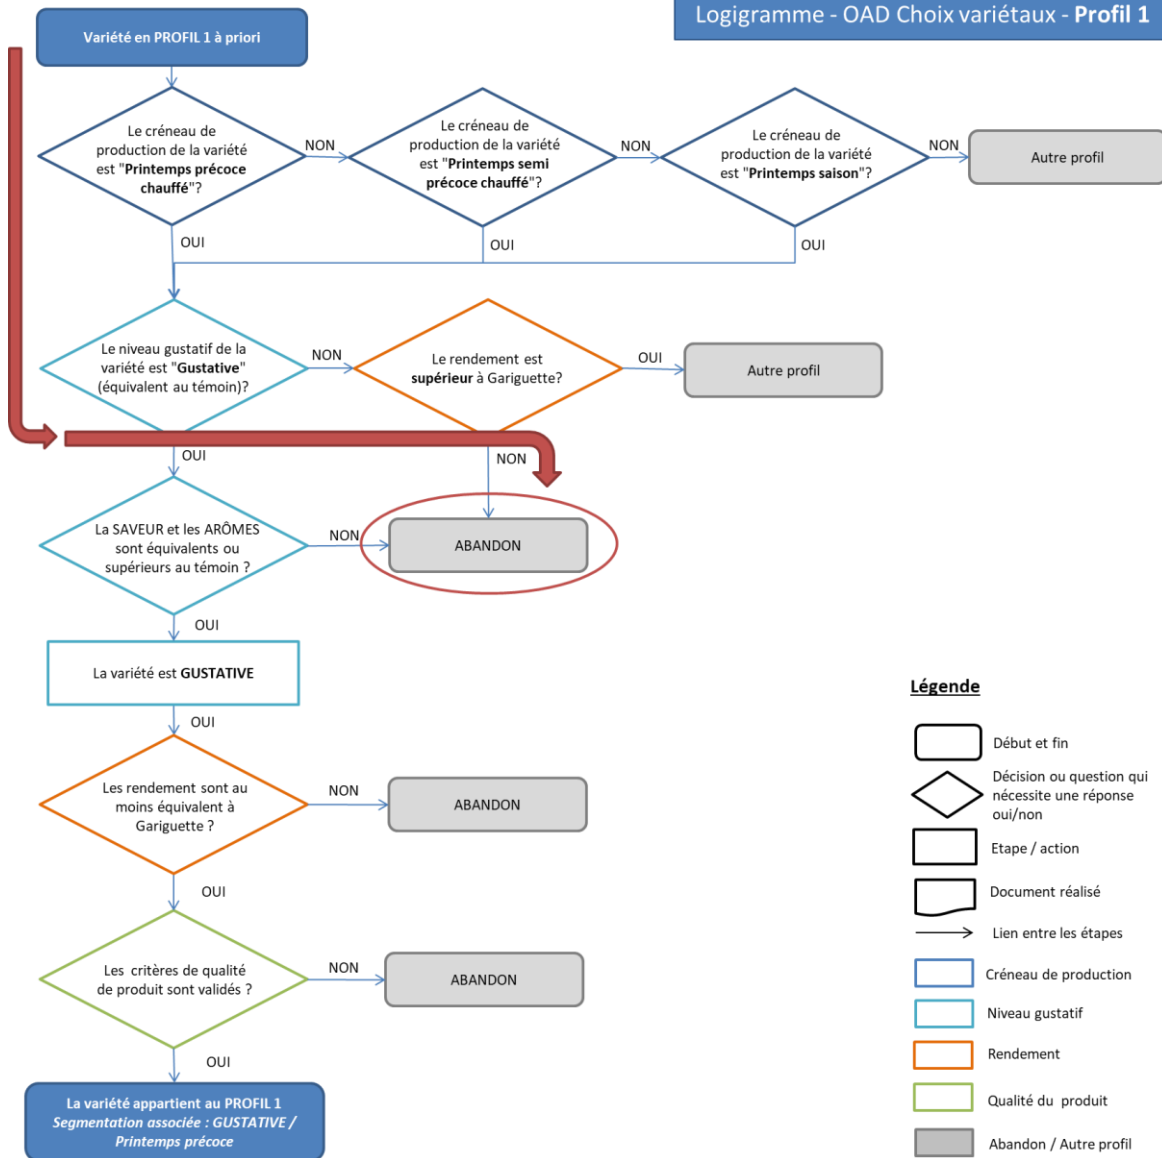 Logigramme - OAD Choix variétaux - Profil 1
Variété en PROFIL 1 à priori
Le créneau de
production de la variété
est "Printemps précoce
chauffé"?
NON
Le créneau de
production de la variété
est "Printemps semi
précoce chauffé"?
NON
Le créneau de
production de la variété
est "Printemps saison"?
NON
Autre profil
OUI
OUI
OUI
Le niveau gustatif de la
variété est "Gustative"
(équivalent au témoin)?
NON
Le rendement est
supérieur à Gariguette?
OUI
Autre profil
OUI
NON
La SAVEUR et les ARÔMES
sont équivalents ou
supérieurs au témoin ?
NON
ABANDON
OUI
La variété est GUSTATIVE
OUI
Les rendement sont au
moins équivalent à
Gariguette ?
NON
ABANDON
OUI
Les critères de qualité
de produit sont validés ?
NON
ABANDON
OUI
La variété appartient au PROFIL 1
Segmentation associée : GUSTATIVE /
Printemps précoce
Légende
Début et fin
Décision ou question qui
nécessite une réponse
oui/non
Etape / action
Document réalisé
Lien entre les étapes
Créneau de production
Niveau gustatif
Rendement
Qualité du produit
Abandon / Autre profil